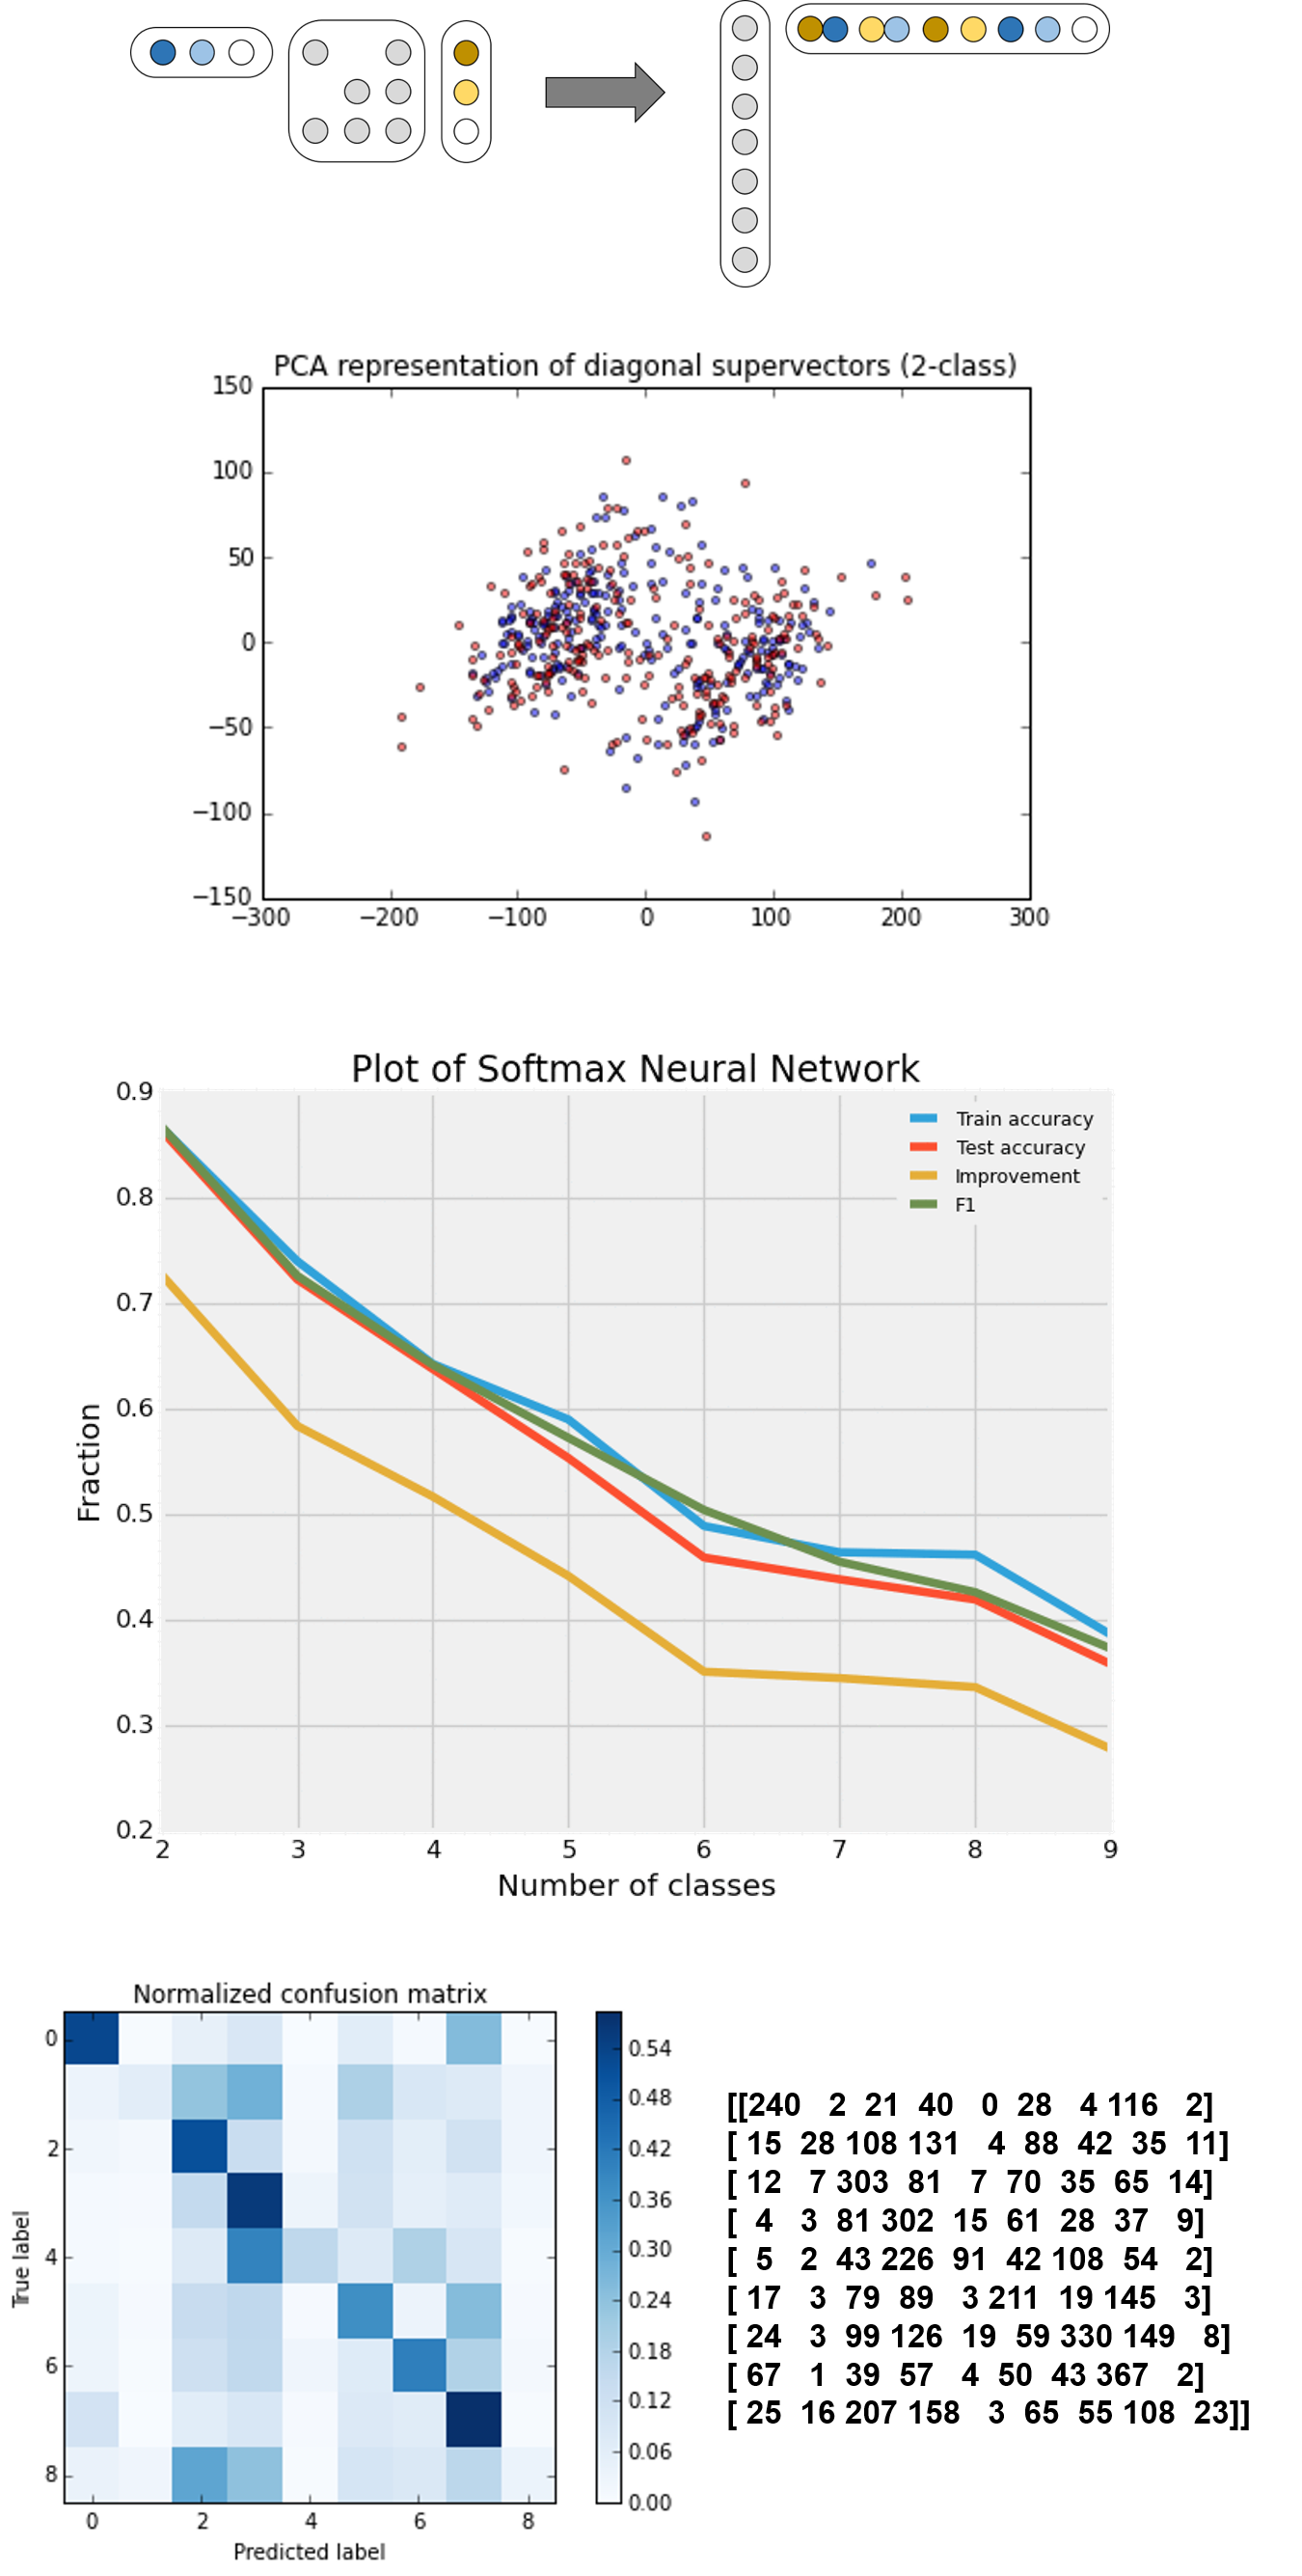 PCA representation of diagonal supervectors (2-class)
150
100
50
0
−50
−100
−150
−300 −200 −100 0 100 200 300
Plot of Softmax Neural Network
0.9
0.8
0.7
0.6
0.5
0.4
0.3
0.2
Fraction
Train accuracy
Test accuracy
Improvement
F1
2 3 4 5 6 7 8 9
Number of classes
Normalized confusion matrix
0
2
4
6
8
True label
0 2 4 6 8
Predicted label
0.54
0.48
0.42
0.36
0.30
0.24
0.18
0.12
0.06
0.00
[[240 2 21 40 0 28 4 116 2]
[ 15 28 108 131 4 88 42 35 11]
[ 12 7 303 81 7 70 35 65 14]
[ 4 3 81 302 15 61 28 37 9]
[ 5 2 43 226 91 42 108 54 2]
[ 17 3 79 89 3 211 19 145 3]
[ 24 3 99 126 19 59 330 149 8]
[ 67 1 39 57 4 50 43 367 2]
[ 25 16 207 158 3 65 55 108 23]]